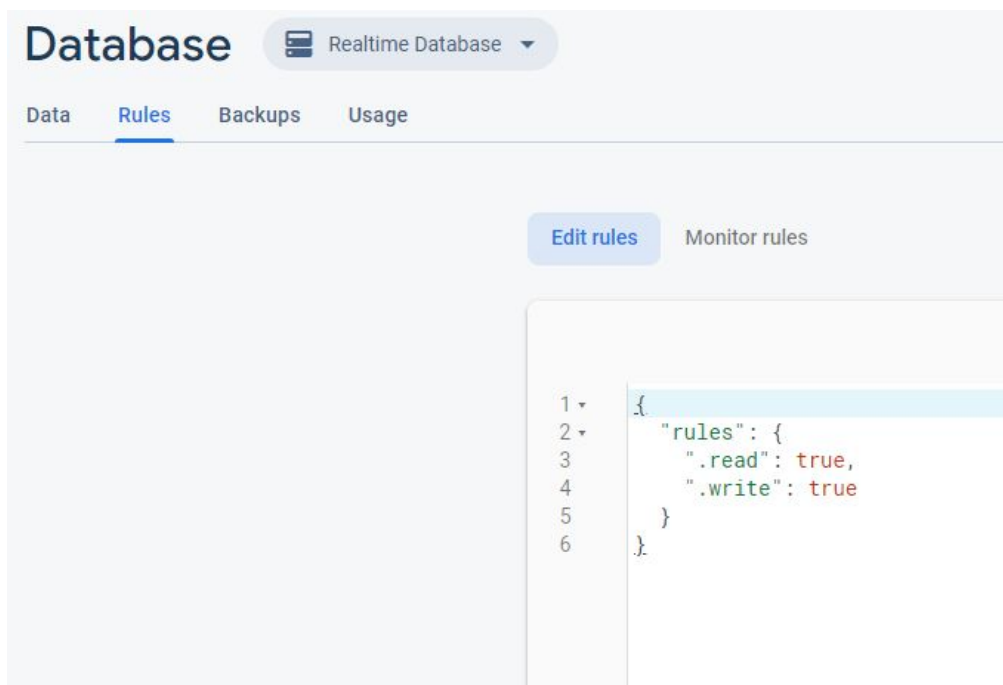 Database Realtime Database
Data Rules Backups Usage
Edit rules Monitor rules
1 {
2 "rules": {
3 ".read": true,
4 ".write": true
5 }
6 }